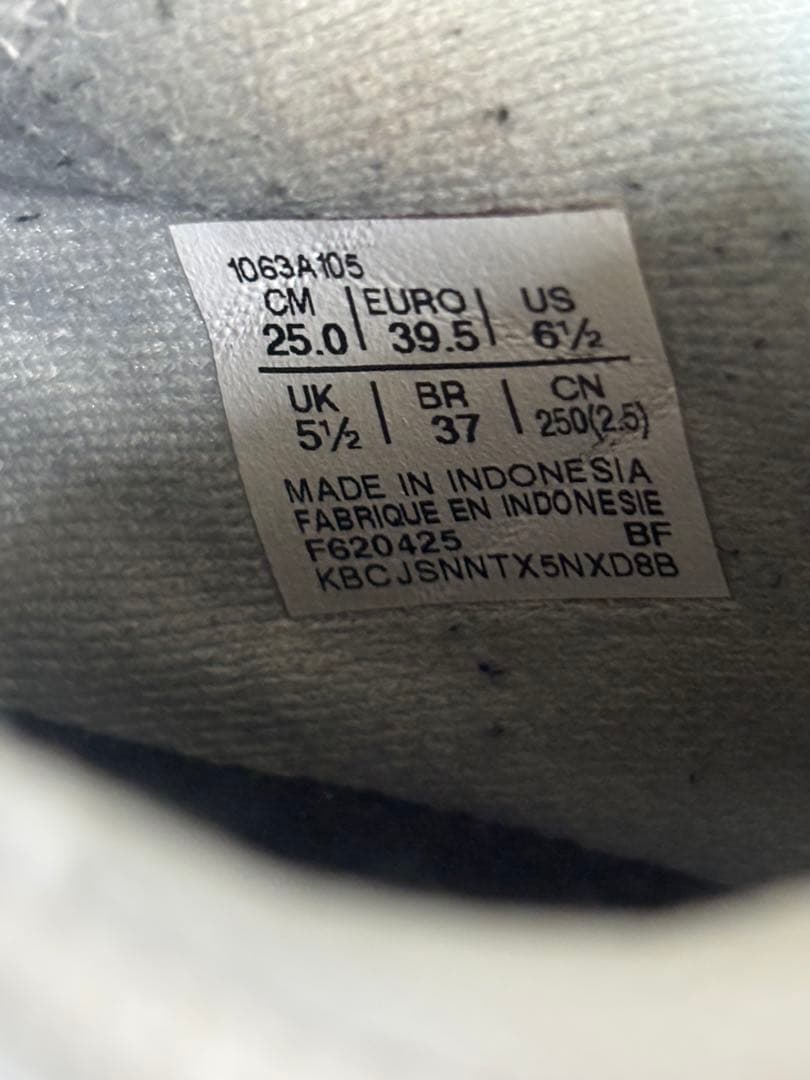 1063A105
CM | EURO | US
25.0 | 39.5 | 6½
UK | BR | CN
5½ | 37 | 250(2.5)
MADE IN INDONESIA
FABRIQUE EN INDONESIE
F620425 BF
KBCJSNNTX5NXD8B